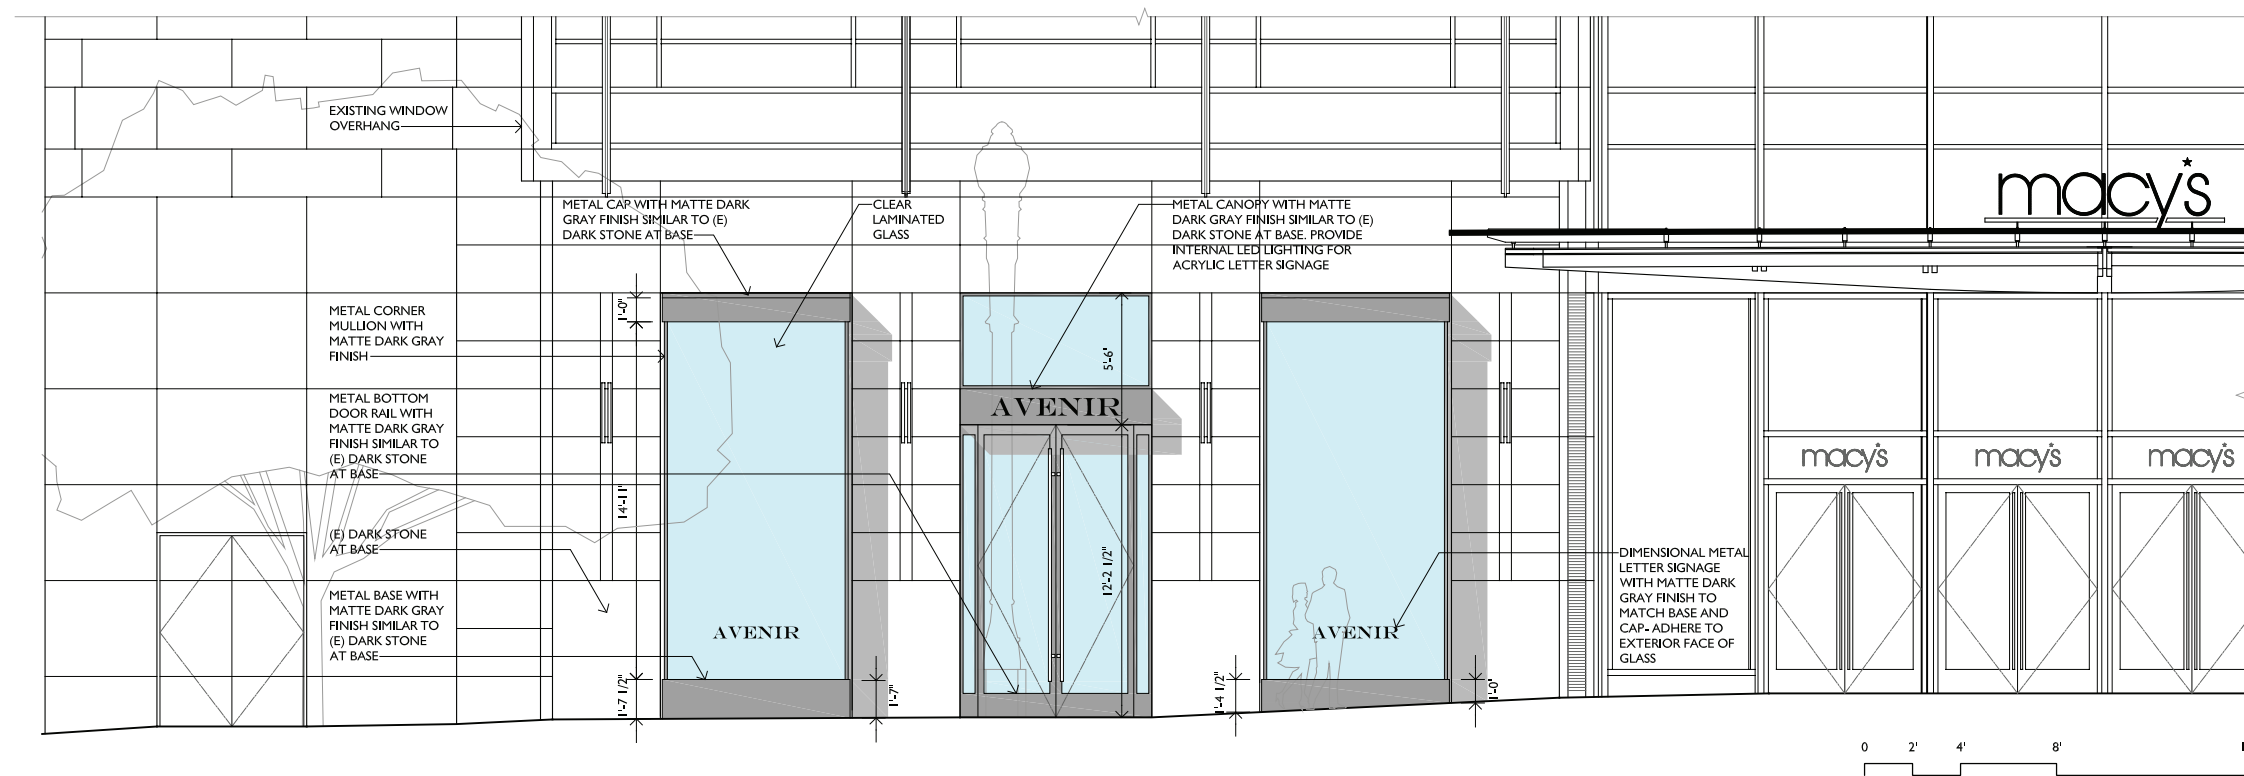 EXISTING WINDOW
OVERHANG
METAL CAP WITH MATTE DARK
GRAY FINISH SIMILAR TO (E)
DARK STONE AT BASE
CLEAR
LAMINATED
GLASS
METAL CANOPY WITH MATTE
DARK GRAY FINISH SIMILAR TO (E)
DARK STONE AT BASE. PROVIDE
INTERNAL LED LIGHTING FOR
ACRYLIC LETTER SIGNAGE
macy's
METAL CORNER
MULLION WITH
MATTE DARK GRAY
FINISH
1'-0"
5'-6"
METAL BOTTOM
DOOR RAIL WITH
MATTE DARK GRAY
FINISH SIMILAR TO
(E) DARK STONE
AT BASE
AVENIR
macy's
macy's
macy's
14'-11"
(E) DARK STONE
AT BASE
12'-2 1/2"
DIMENSIONAL METAL
LETTER SIGNAGE
WITH MATTE DARK
GRAY FINISH TO
MATCH BASE AND
CAP- ADHERE TO
EXTERIOR FACE OF
GLASS
METAL BASE WITH
MATTE DARK GRAY
FINISH SIMILAR TO
(E) DARK STONE
AT BASE
AVENIR
AVENIR
1'-7 1/2"
1'-7"
1'-4 1/2"
1'-0"
0 2' 4' 8'